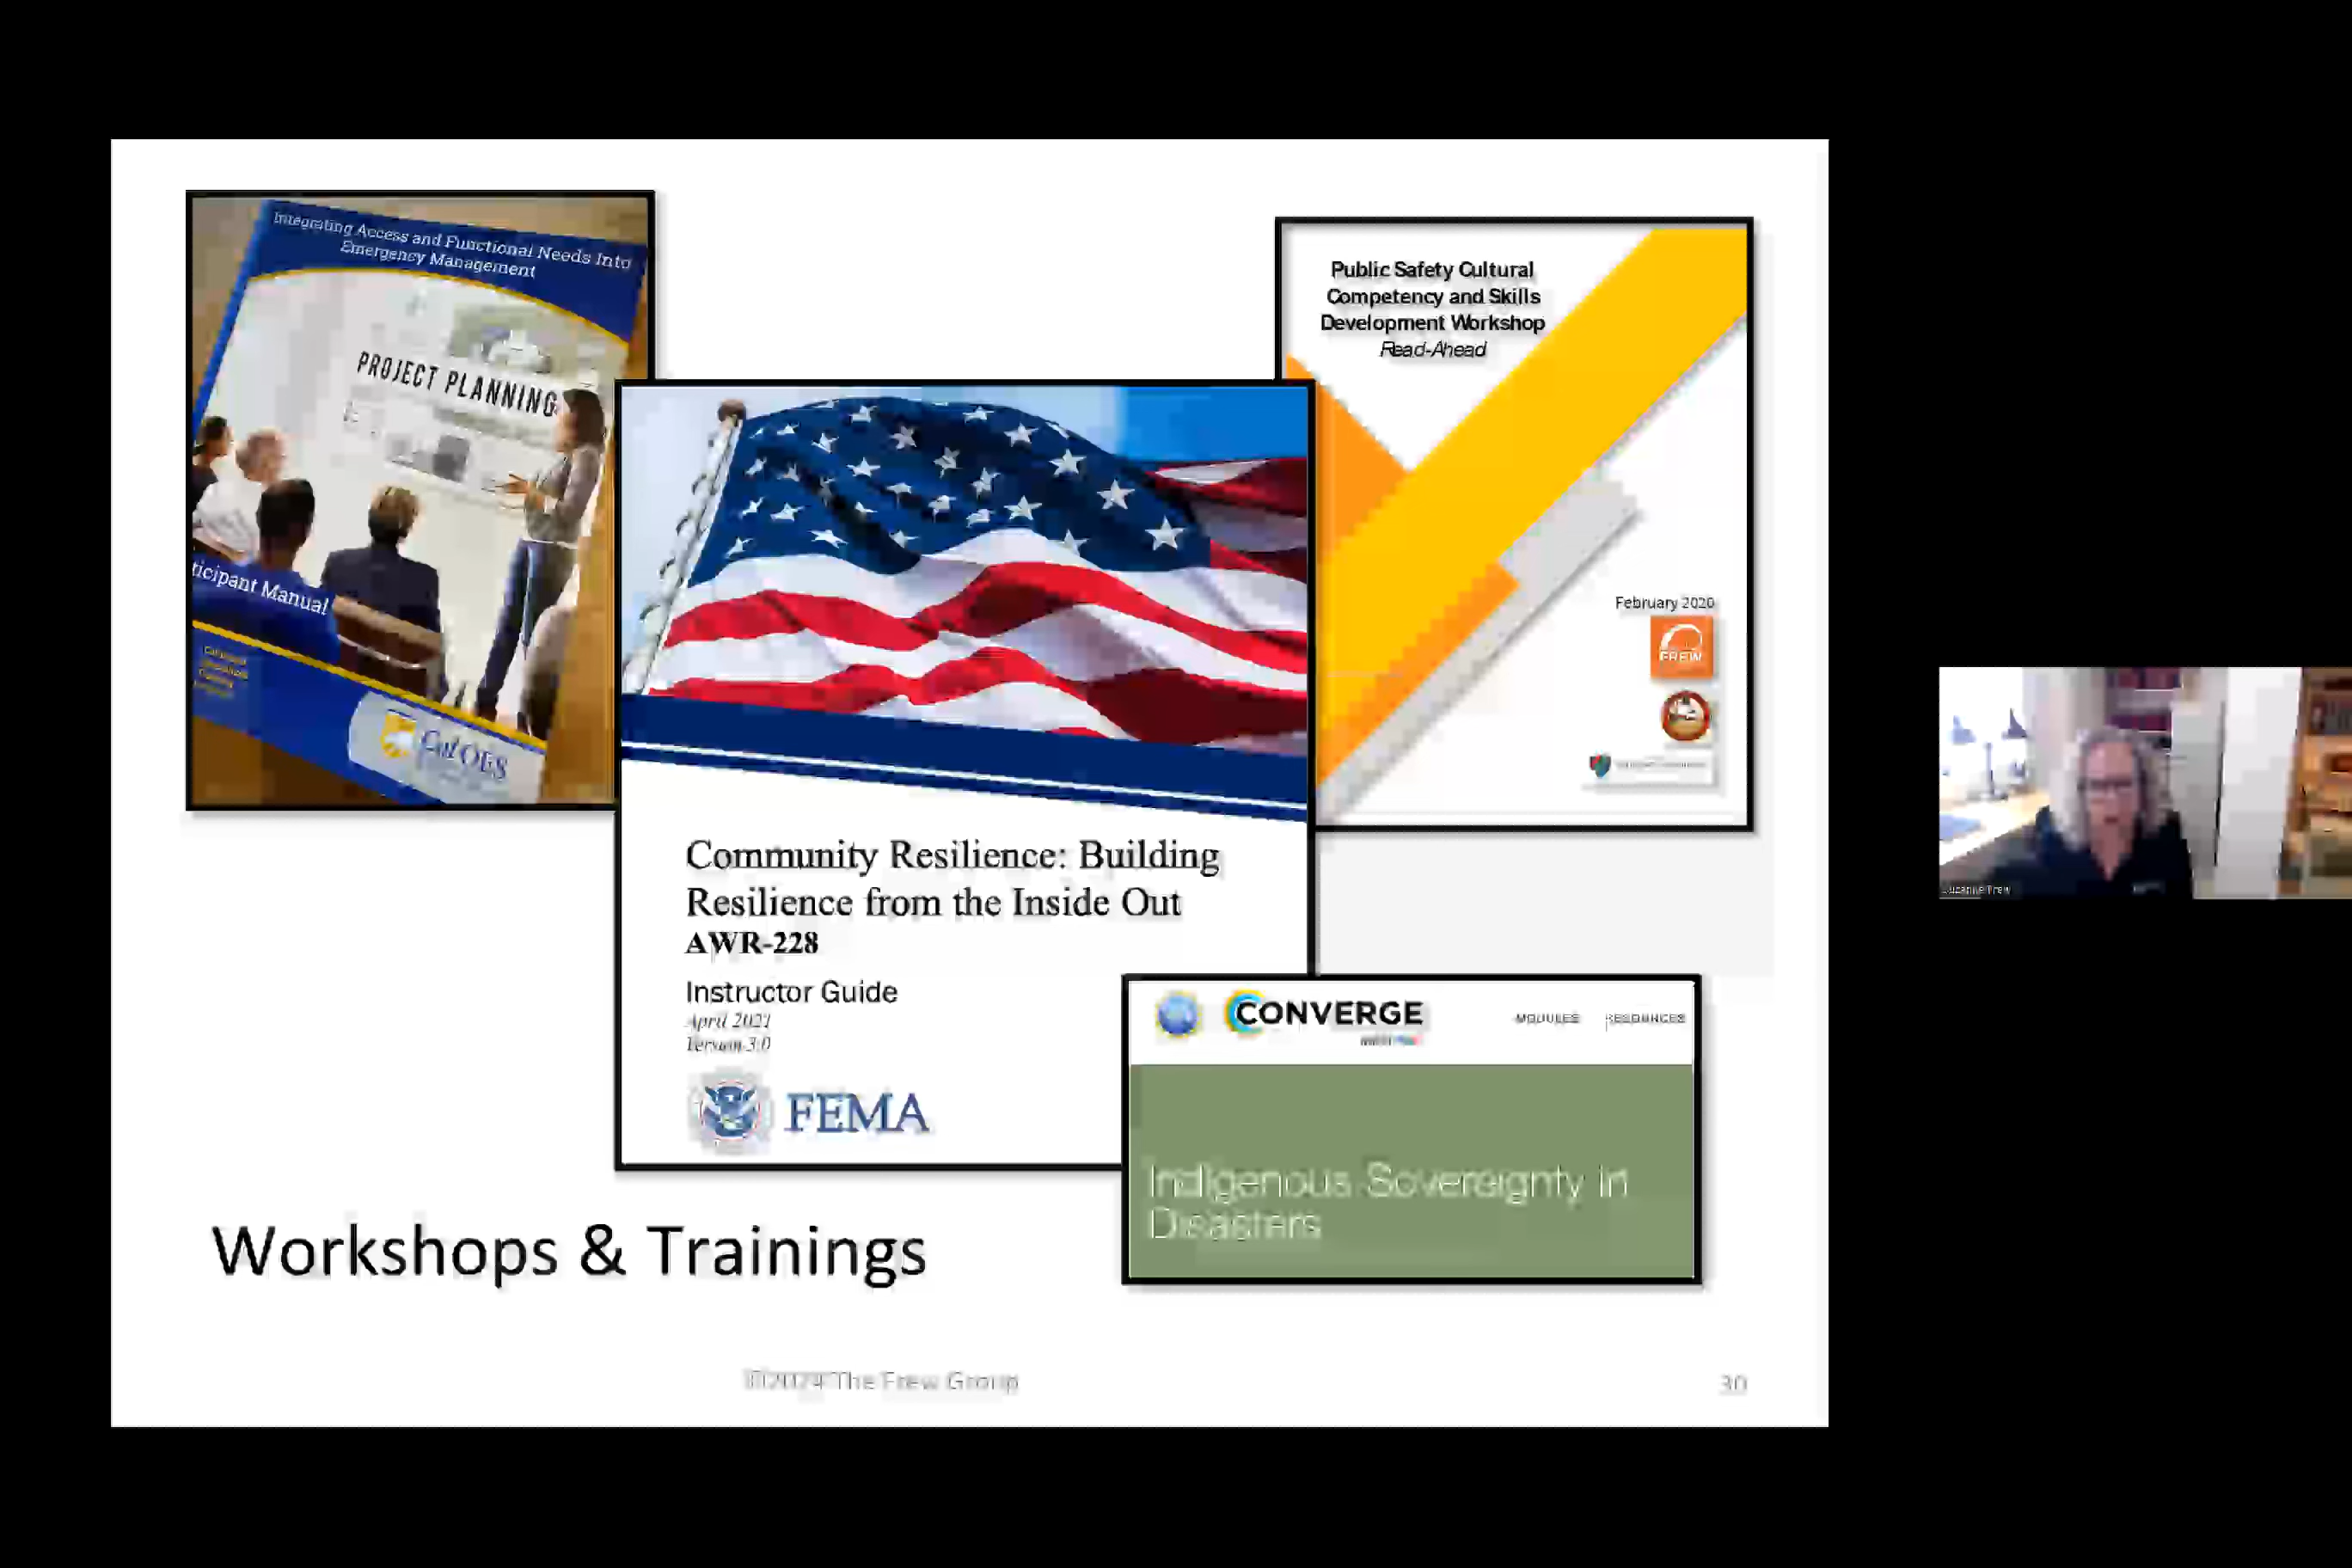 Integrating Access and Functional Needs Into
Emergency Management
PROJECT PLANNING
ticipant Manual
Cal OES
Public Safety Cultural
Competency and Skills
Development Workshop
Read-Ahead
February 2020
FREW
Community Resilience: Building
Resilience from the Inside Out
AWR-228
Instructor Guide
April 2021
Version 3.0
FEMA
CONVERGE
MODULES RESOURCES
Indigenous Sovereignty in
Disasters
Workshops & Trainings
©2024 The Frew Group
30
Suzanne Frew